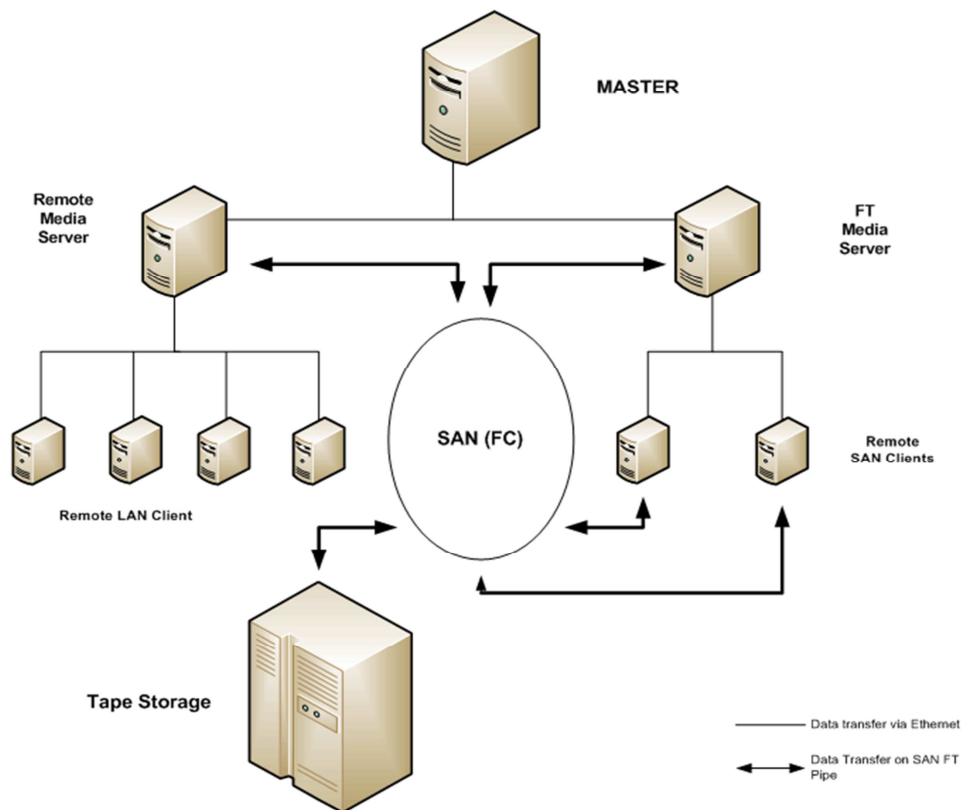 MASTER
Remote
Media
Server
FT
Media
Server
SAN (FC)
Remote
SAN Clients
Remote LAN Client
Tape Storage
Data transfer via Ethernet
Data Transfer on SAN FT
Pipe